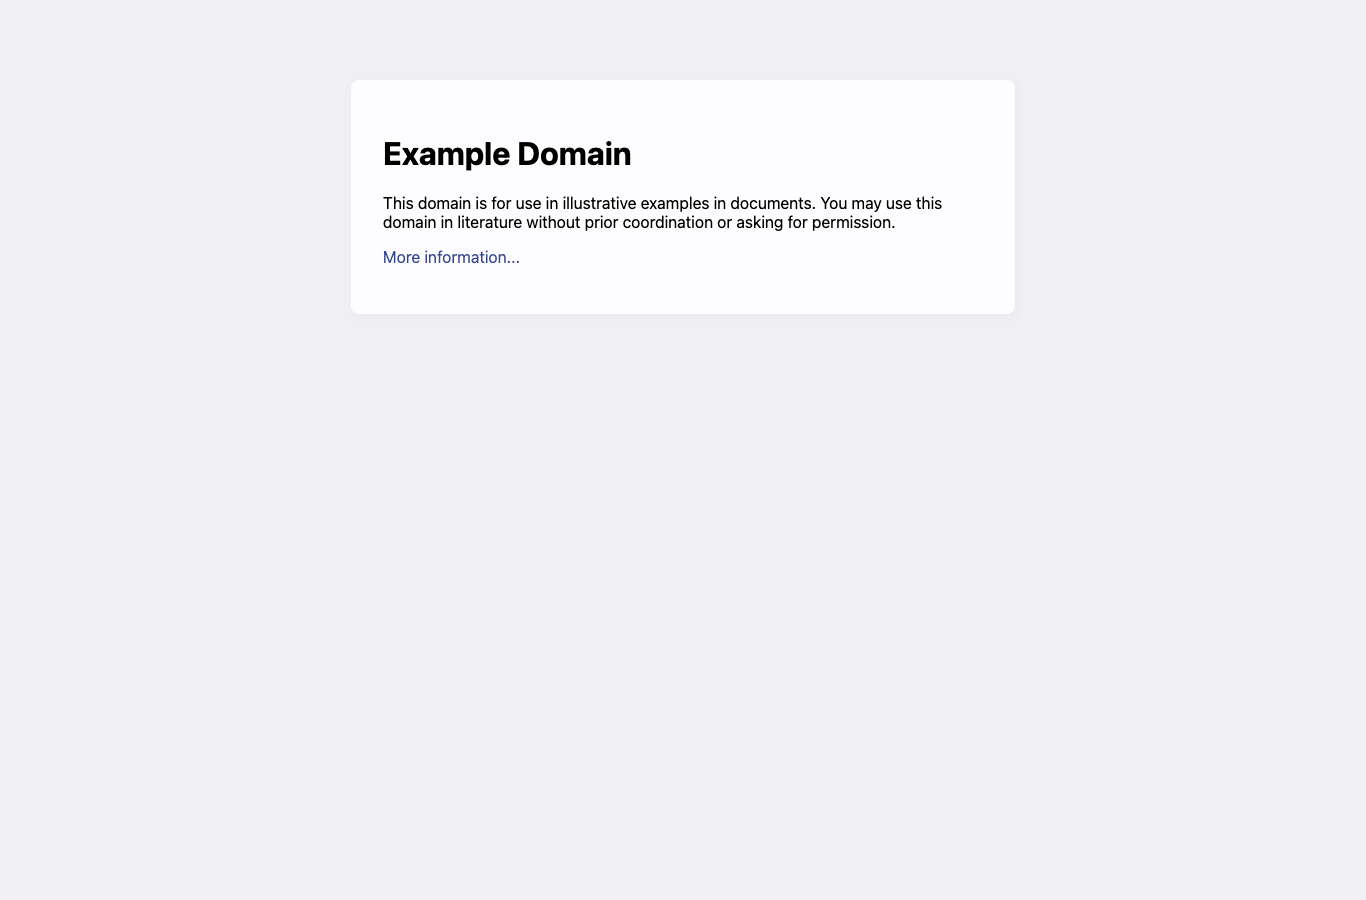 Example Domain
This domain is for use in illustrative examples in documents. You may use this
domain in literature without prior coordination or asking for permission.
More information...